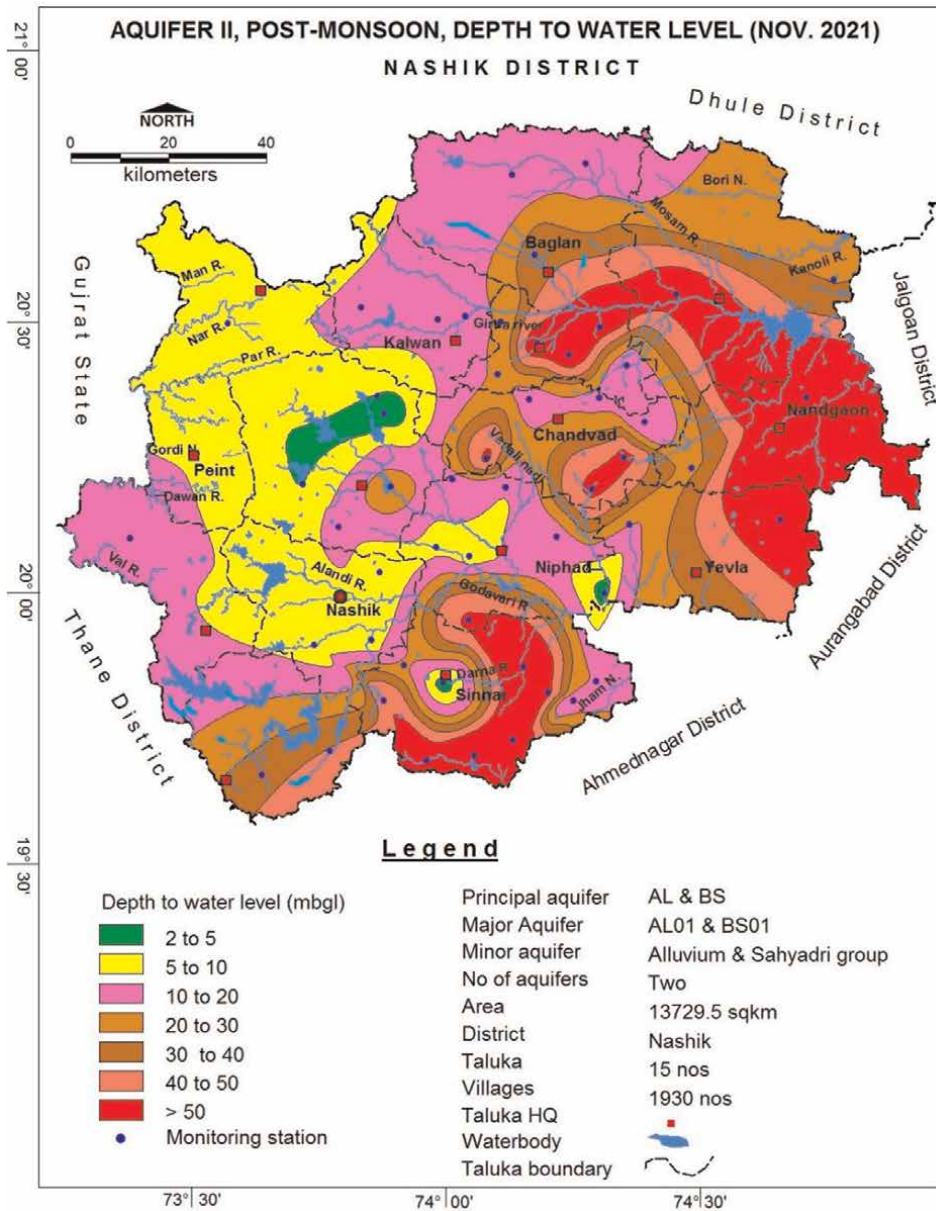 AQUIFER II, POST-MONSOON, DEPTH TO WATER LEVEL (NOV. 2021)
NASHIK DISTRICT
21° 00'
NORTH
0 20 40
kilometers
Dhule District
Bori N.
Mosam R.
Baglan
Kanoli R.
Man R.
Gujrat State
Jalgoan District
20° 30'
Nar R.
Girna river
Kalwan
Par R.
Nandgaon
Chandvad
Gordi N.
Vadali nadi
Peint
Dawan R.
Val R.
Niphad
Yevla
20° 00'
Alandi R.
Nashik
Godavari R.
Aurangabad District
Thane District
Darna R.
Sinnar
Jham N.
Ahmednagar District
19° 30'
Legend
Depth to water level (mbgl)
2 to 5
5 to 10
10 to 20
20 to 30
30 to 40
40 to 50
> 50
Monitoring station
Principal aquifer AL & BS
Major Aquifer AL01 & BS01
Minor aquifer Alluvium & Sahyadri group
No of aquifers Two
Area 13729.5 sqkm
District Nashik
Taluka 15 nos
Villages 1930 nos
Taluka HQ
Waterbody
Taluka boundary
73° 30' 74° 00' 74° 30'